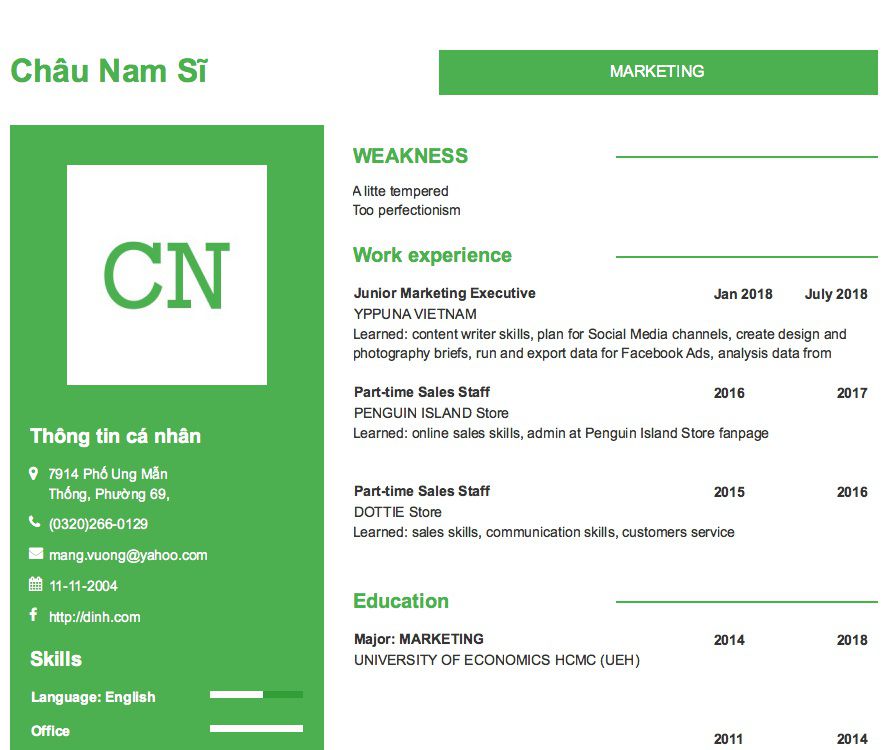 Châu Nam Sĩ
MARKETING
CN
Thông tin cá nhân
7914 Phố Ung Mẫn
Thống, Phường 69,
(0320)266-0129
mang.vuong@yahoo.com
11-11-2004
http://dinh.com
Skills
Language: English
Office
WEAKNESS
A litte tempered
Too perfectionism
Work experience
Junior Marketing Executive Jan 2018 July 2018
YPPUNA VIETNAM
Learned: content writer skills, plan for Social Media channels, create design and
photography briefs, run and export data for Facebook Ads, analysis data from
Part-time Sales Staff 2016 2017
PENGUIN ISLAND Store
Learned: online sales skills, admin at Penguin Island Store fanpage
Part-time Sales Staff 2015 2016
DOTTIE Store
Learned: sales skills, communication skills, customers service
Education
Major: MARKETING 2014 2018
UNIVERSITY OF ECONOMICS HCMC (UEH)
2011 2014